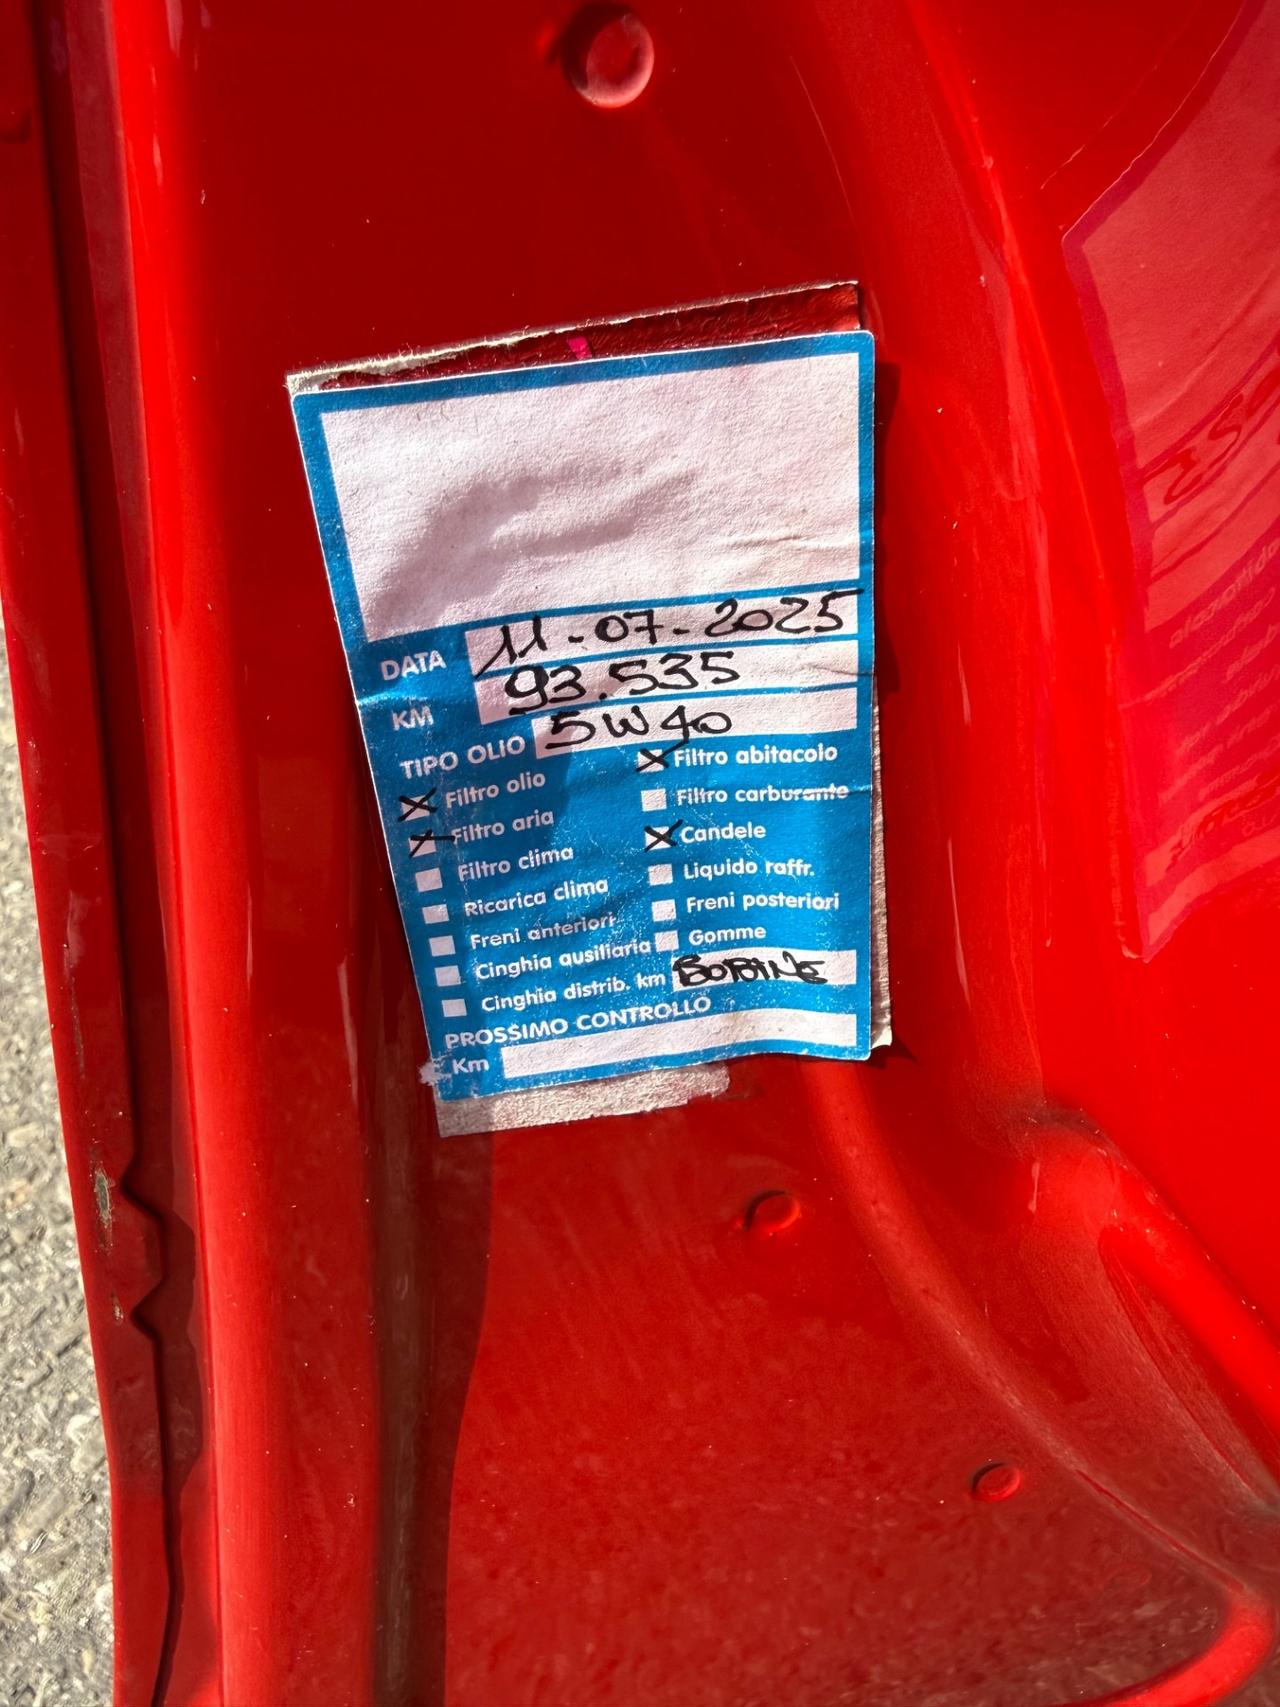 DATA 11-07-2025
KM 93.535
TIPO OLIO 5W40
Filtro olio Filtro abitacolo
Filtro aria Filtro carburante
Filtro clima Candele
Ricarica clima Liquido raffr.
Freni anteriori Freni posteriori
Cinghia ausiliaria Gomme
Cinghia distrib. km BOBINE
PROSSIMO CONTROLLO
Km